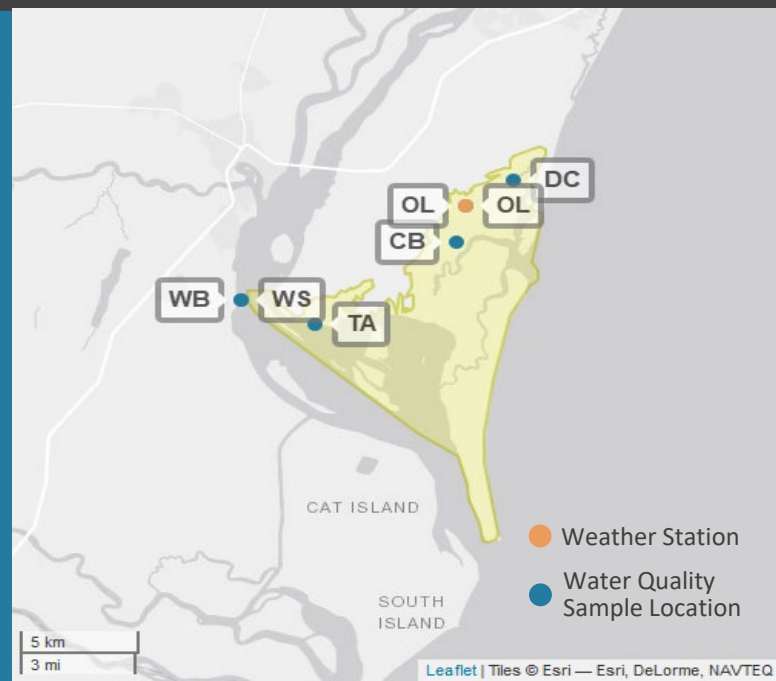 DC
OL OL
CB
WB WS
TA
CAT ISLAND
Weather Station
Water Quality
Sample Location
SOUTH
ISLAND
5 km
3 mi
Leaflet | Tiles © Esri — Esri, DeLorme, NAVTEQ